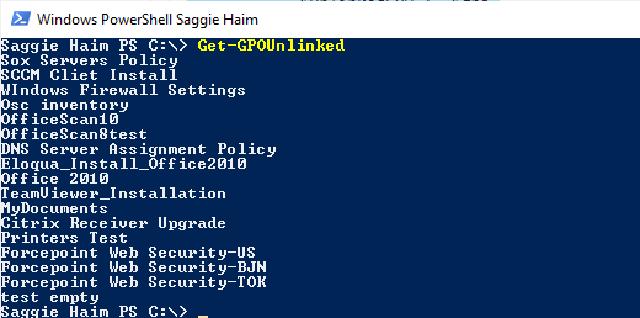 Windows PowerShell Saggie Haim
Saggie Haim PS C:\> Get-GPOUnlinked
Sox Servers Policy
SCCM Cliet Install
WIndows Firewall Settings
Osc inventory
OfficeScan10
OfficeScan8test
DNS Server Assignment Policy
Eloqua_Install_Office2010
Office 2010
TeamViewer_Installation
MyDocuments
Citrix Receiver Upgrade
Printers Test
Forcepoint Web Security-US
Forcepoint Web Security-BJN
Forcepoint Web Security-TOK
test empty
Saggie Haim PS C:\> _